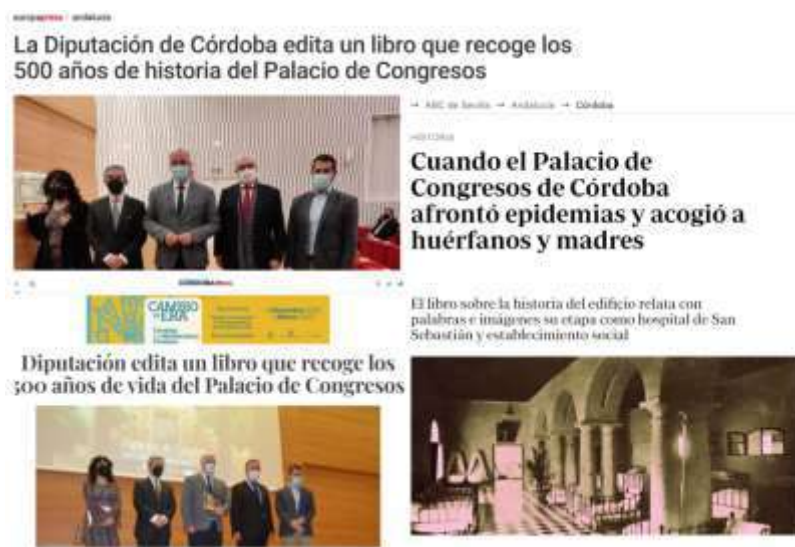 europapress / andalucía
La Diputación de Córdoba edita un libro que recoge los
500 años de historia del Palacio de Congresos
→ ABC de Sevilla → Andalucía → Córdoba
HISTORIA
Cuando el Palacio de
Congresos de Córdoba
afrontó epidemias y acogió a
huérfanos y madres
El libro sobre la historia del edificio relata con
palabras e imágenes su etapa como hospital de San
Sebastián y establecimiento social
CAMBIO
DE ERA
Diputación edita un libro que recoge los
500 años de vida del Palacio de Congresos